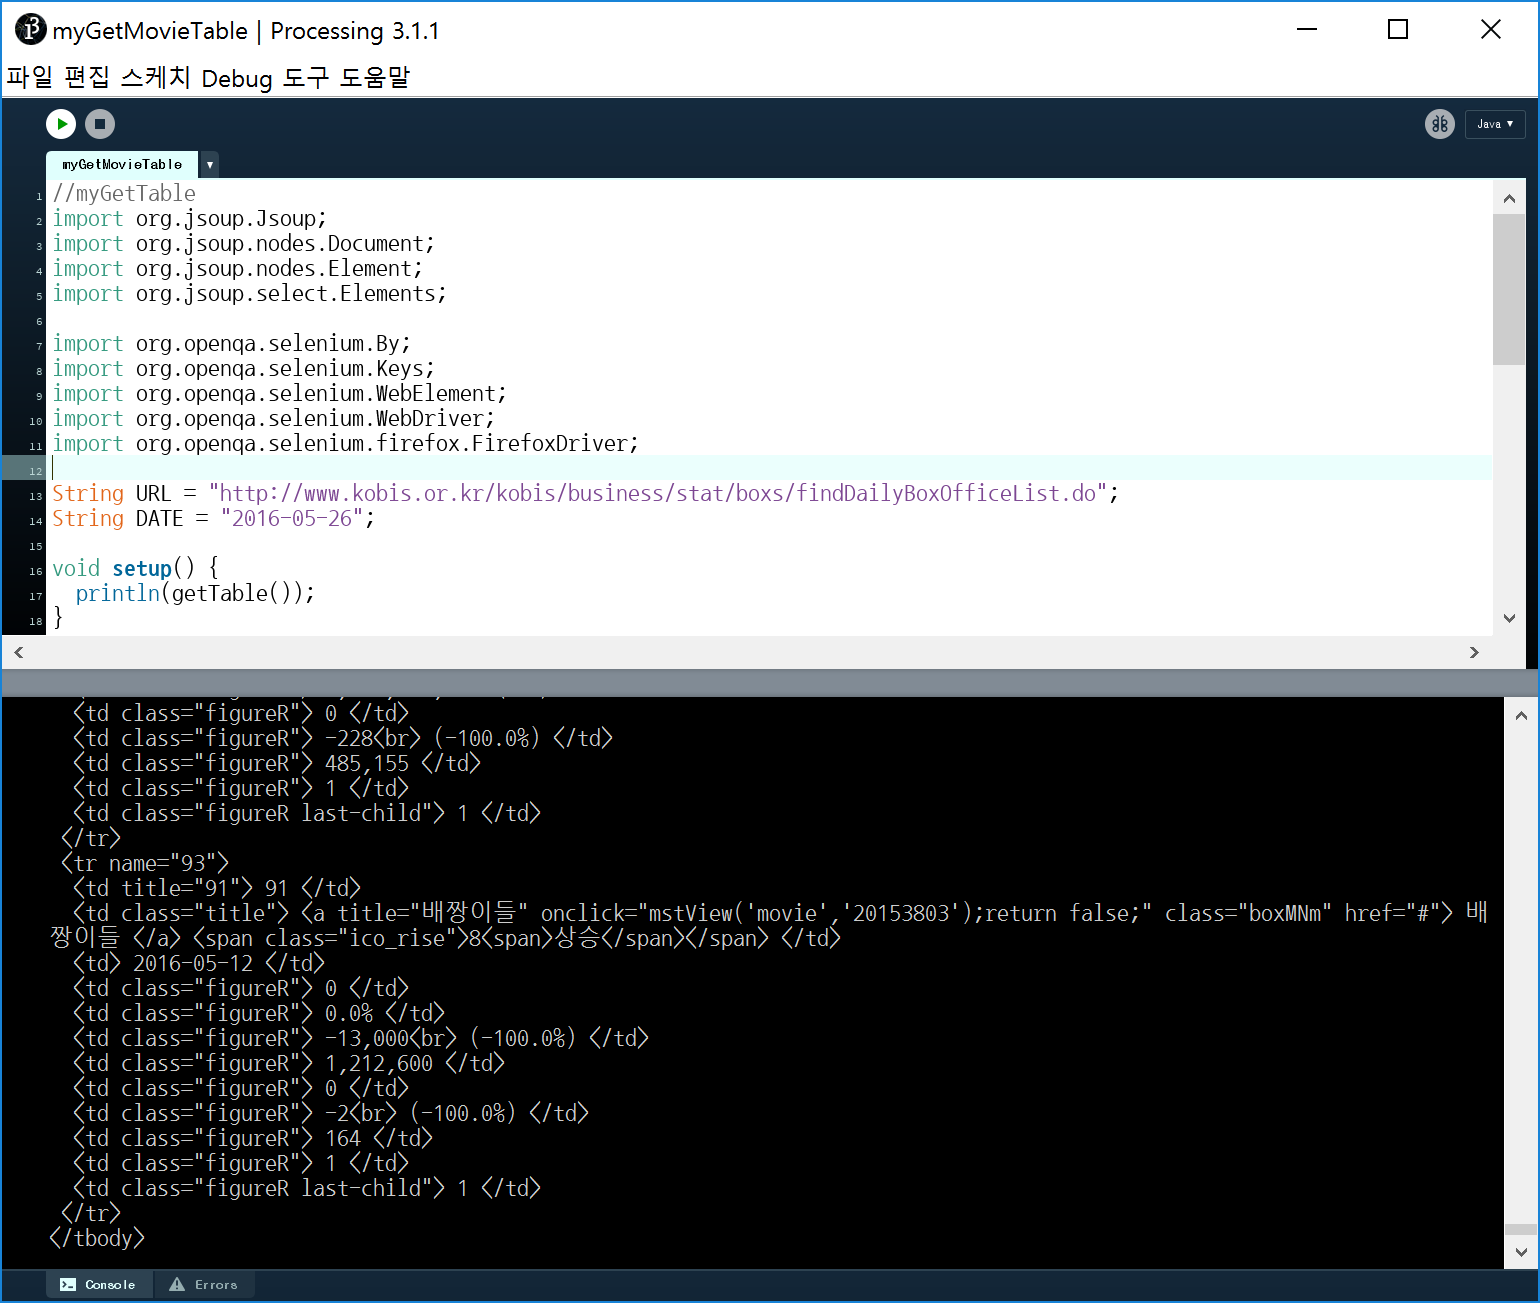 myGetMovieTable | Processing 3.1.1
파일 편집 스케치 Debug 도구 도움말
Java ▾
myGetMovieTable ▾
1 //myGetTable
2 import org.jsoup.Jsoup;
3 import org.jsoup.nodes.Document;
4 import org.jsoup.nodes.Element;
5 import org.jsoup.select.Elements;
6
7 import org.openqa.selenium.By;
8 import org.openqa.selenium.Keys;
9 import org.openqa.selenium.WebElement;
10 import org.openqa.selenium.WebDriver;
11 import org.openqa.selenium.firefox.FirefoxDriver;
12
13 String URL = "http://www.kobis.or.kr/kobis/business/stat/boxs/findDailyBoxOfficeList.do";
14 String DATE = "2016-05-26";
15
16 void setup() {
17   println(getTable());
18 }
<td class="figureR"> 0 </td>
<td class="figureR"> -228<br> (-100.0%) </td>
<td class="figureR"> 485,155 </td>
<td class="figureR"> 1 </td>
<td class="figureR last-child"> 1 </td>
</tr>
<tr name="93">
<td title="91"> 91 </td>
<td class="title"> <a title="배짱이들" onclick="mstView('movie','20153803');return false;" class="boxMNm" href="#"> 배
짱이들 </a> <span class="ico_rise">8<span>상승</span></span> </td>
<td> 2016-05-12 </td>
<td class="figureR"> 0 </td>
<td class="figureR"> 0.0% </td>
<td class="figureR"> -13,000<br> (-100.0%) </td>
<td class="figureR"> 1,212,600 </td>
<td class="figureR"> 0 </td>
<td class="figureR"> -2<br> (-100.0%) </td>
<td class="figureR"> 164 </td>
<td class="figureR"> 1 </td>
<td class="figureR last-child"> 1 </td>
</tr>
</tbody>
Console Errors